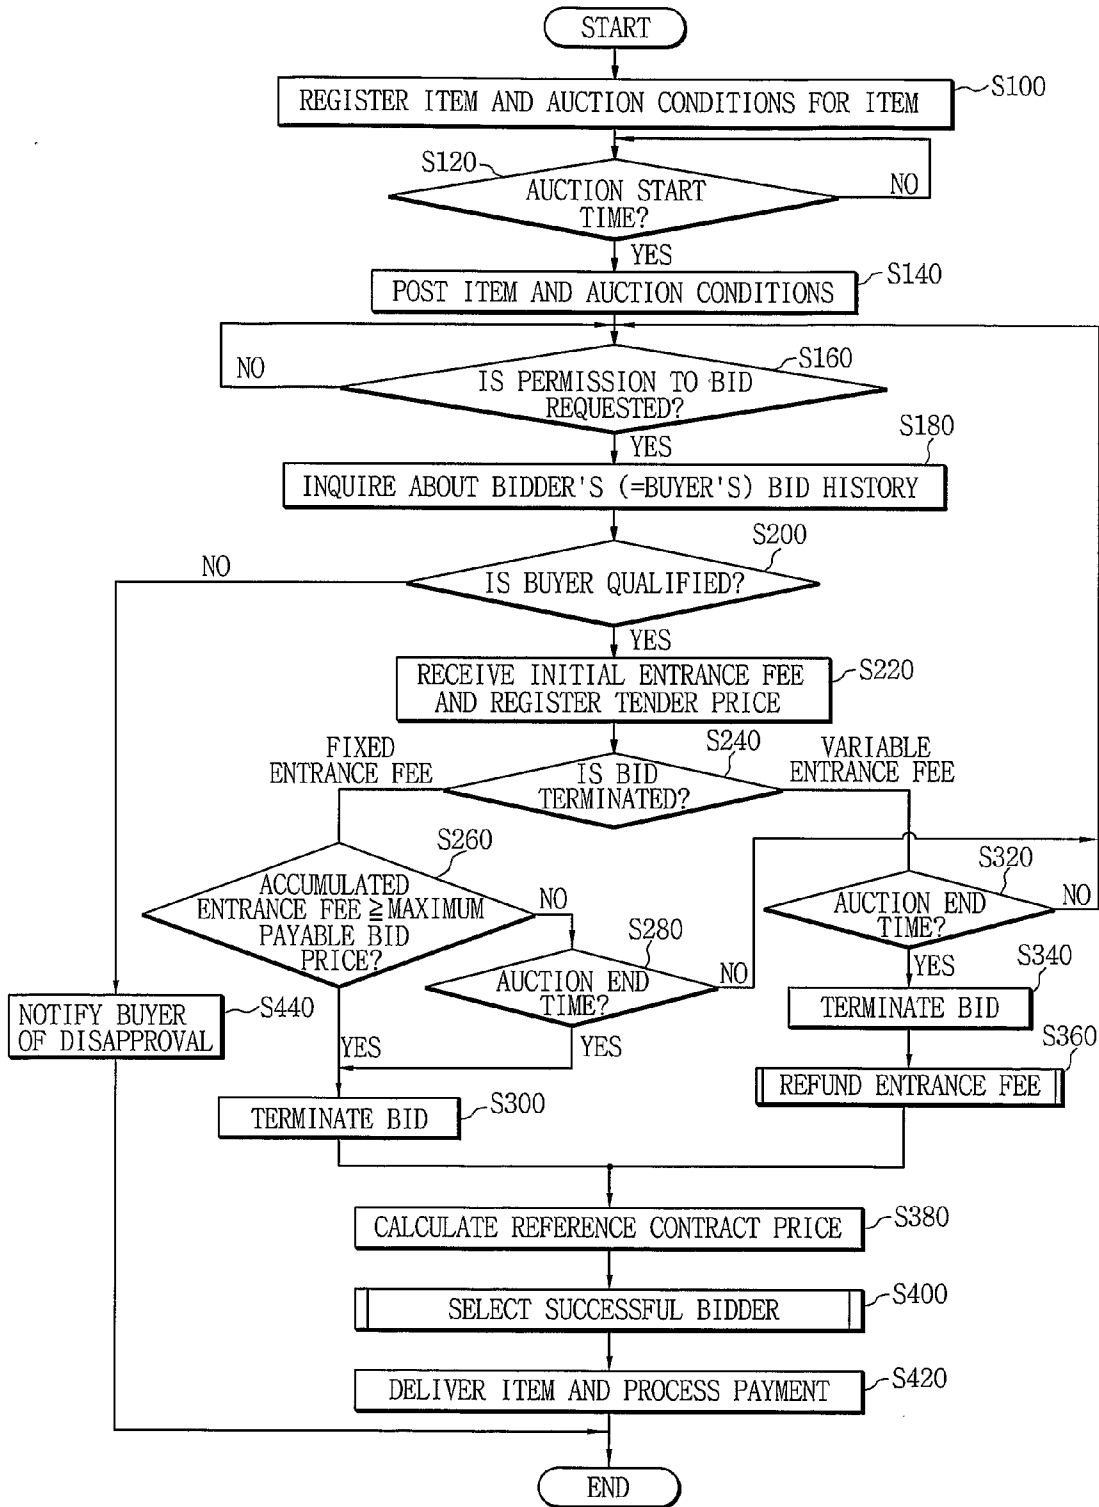 START
REGISTER ITEM AND AUCTION CONDITIONS FOR ITEM
S100
S120
AUCTION START
TIME?
NO
YES
POST ITEM AND AUCTION CONDITIONS
S140
NO
S160
IS PERMISSION TO BID
REQUESTED?
YES
S180
INQUIRE ABOUT BIDDER'S (=BUYER'S) BID HISTORY
S200
NO
IS BUYER QUALIFIED?
YES
RECEIVE INITIAL ENTRANCE FEE
AND REGISTER TENDER PRICE
S220
FIXED
ENTRANCE FEE
S240
IS BID
TERMINATED?
VARIABLE
ENTRANCE FEE
S260
ACCUMULATED
ENTRANCE FEE≧MAXIMUM
PAYABLE BID
PRICE?
NO
S280
AUCTION END
TIME?
NO
S320
AUCTION END
TIME?
NO
YES
S340
TERMINATE BID
NOTIFY BUYER
OF DISAPPROVAL
S440
YES
YES
S360
REFUND ENTRANCE FEE
TERMINATE BID
S300
CALCULATE REFERENCE CONTRACT PRICE
S380
SELECT SUCCESSFUL BIDDER
S400
DELIVER ITEM AND PROCESS PAYMENT
S420
END